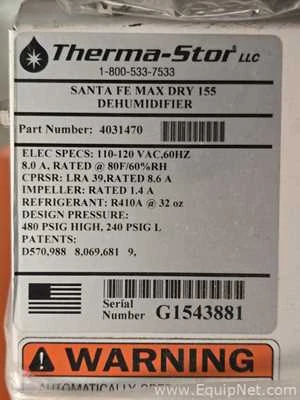 Therma-Stor LLC
1-800-533-7533
SANTA FE MAX DRY 155
DEHUMIDIFIER
Part Number: 4031470
ELEC SPECS: 110-120 VAC,60HZ
8.0 A, RATED @ 80F/60%RH
CPRSR: LRA 39,RATED 8.6 A
IMPELLER: RATED 1.4 A
REFRIGERANT: R410A @ 32 oz
DESIGN PRESSURE:
480 PSIG HIGH, 240 PSIG L
PATENTS:
D570,988 8,069,681 9,
Serial
Number G1543881
WARNING
AUTOMATICALLY
EquipNet.com